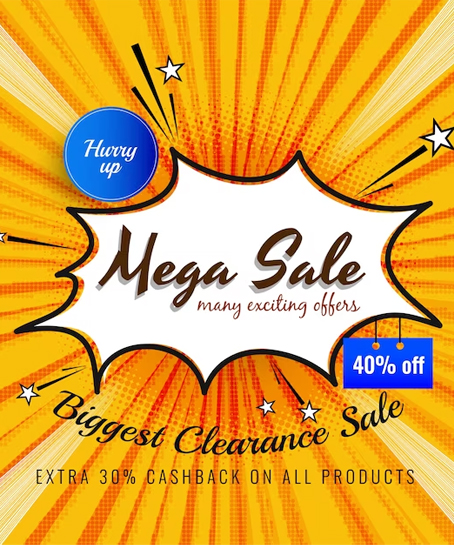 Hurry
up
Mega Sale
many exciting offers
40% off
Biggest Clearance Sale
EXTRA 30% CASHBACK ON ALL PRODUCTS